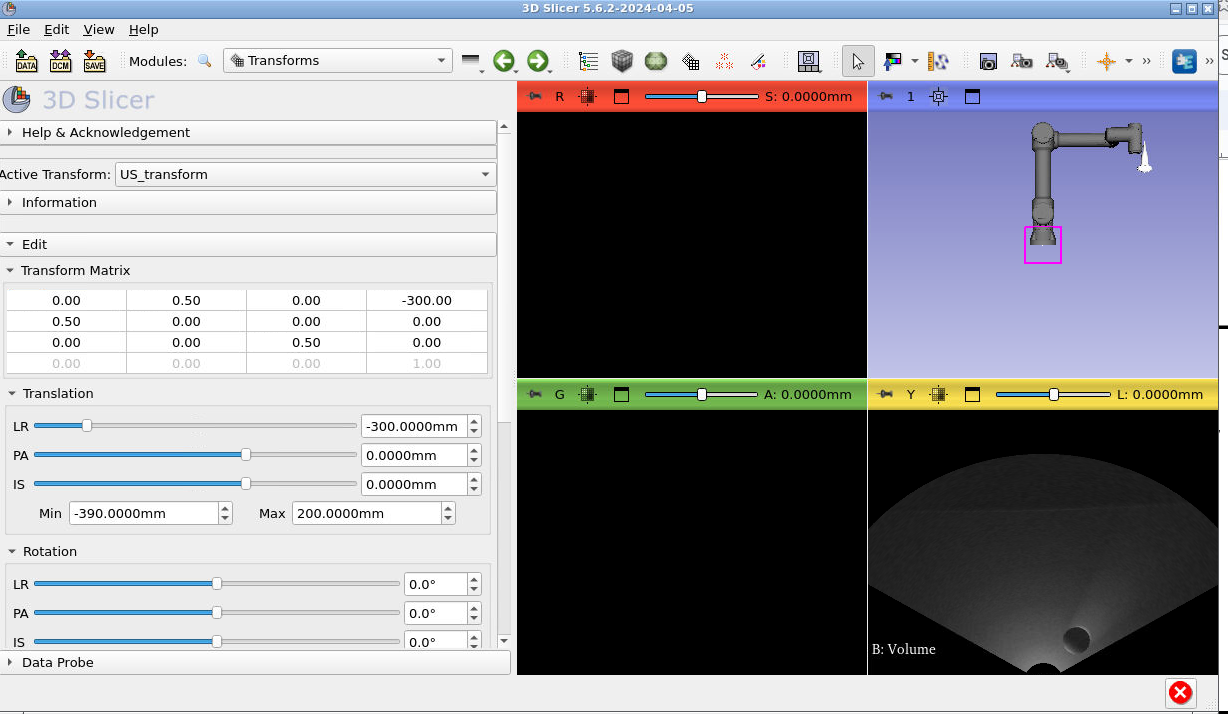 3D Slicer 5.6.2-2024-04-05
File Edit View Help
DATA DCM SAVE Modules: Transforms
3D Slicer
Help & Acknowledgement
Active Transform: US_transform
Information
Edit
Transform Matrix
0.00 0.50 0.00 -300.00
0.50 0.00 0.00 0.00
0.00 0.00 0.50 0.00
0.00 0.00 0.00 1.00
Translation
LR -300.0000mm
PA 0.0000mm
IS 0.0000mm
Min -390.0000mm Max 200.0000mm
Rotation
LR 0.0°
PA 0.0°
IS 0.0°
Data Probe
R S: 0.0000mm
1
G A: 0.0000mm
Y L: 0.0000mm
B: Volume